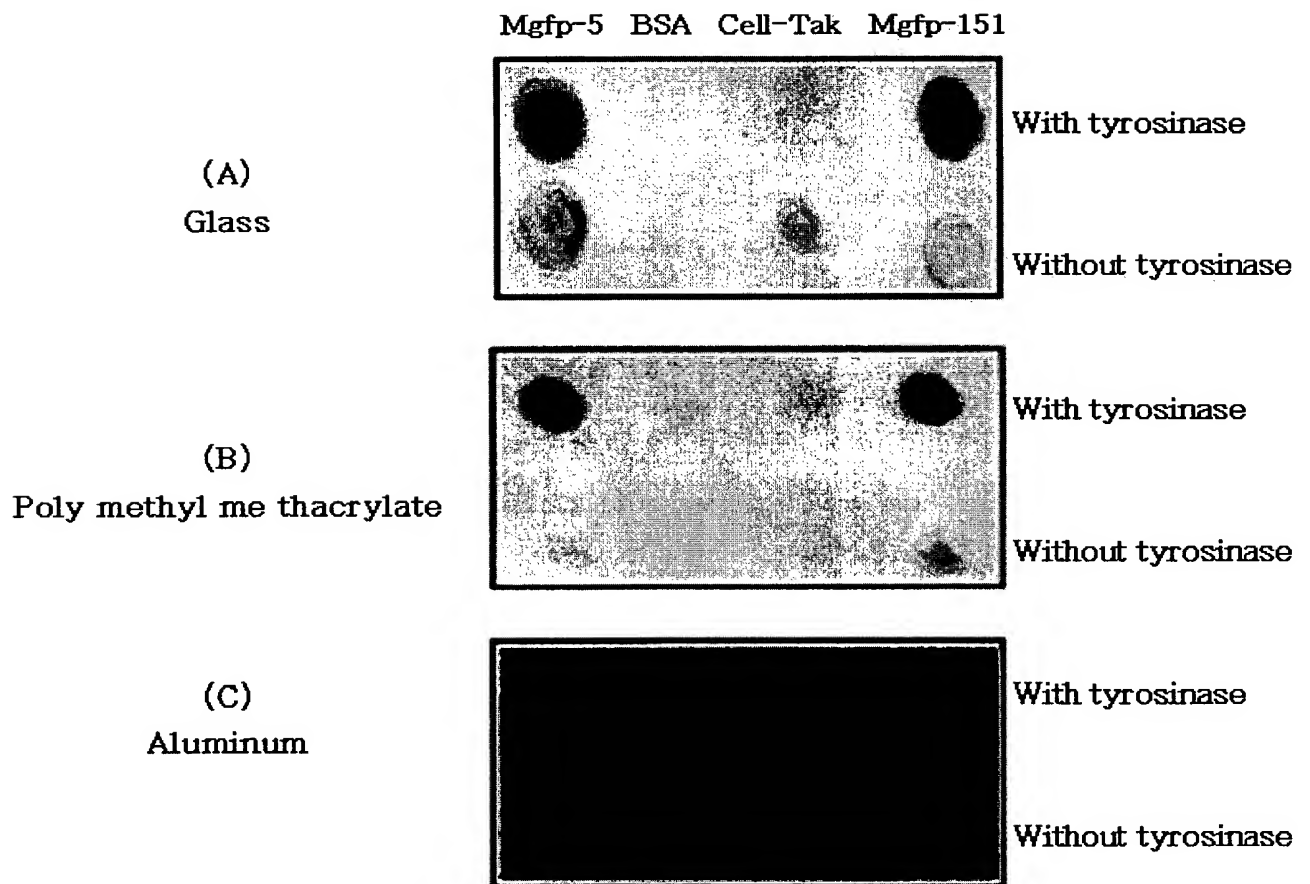 Mgfp-5 BSA Cell-Tak Mgfp-151
With tyrosinase
(A)
Glass
Without tyrosinase
With tyrosinase
(B)
Poly methyl me thacrylate
Without tyrosinase
With tyrosinase
(C)
Aluminum
Without tyrosinase